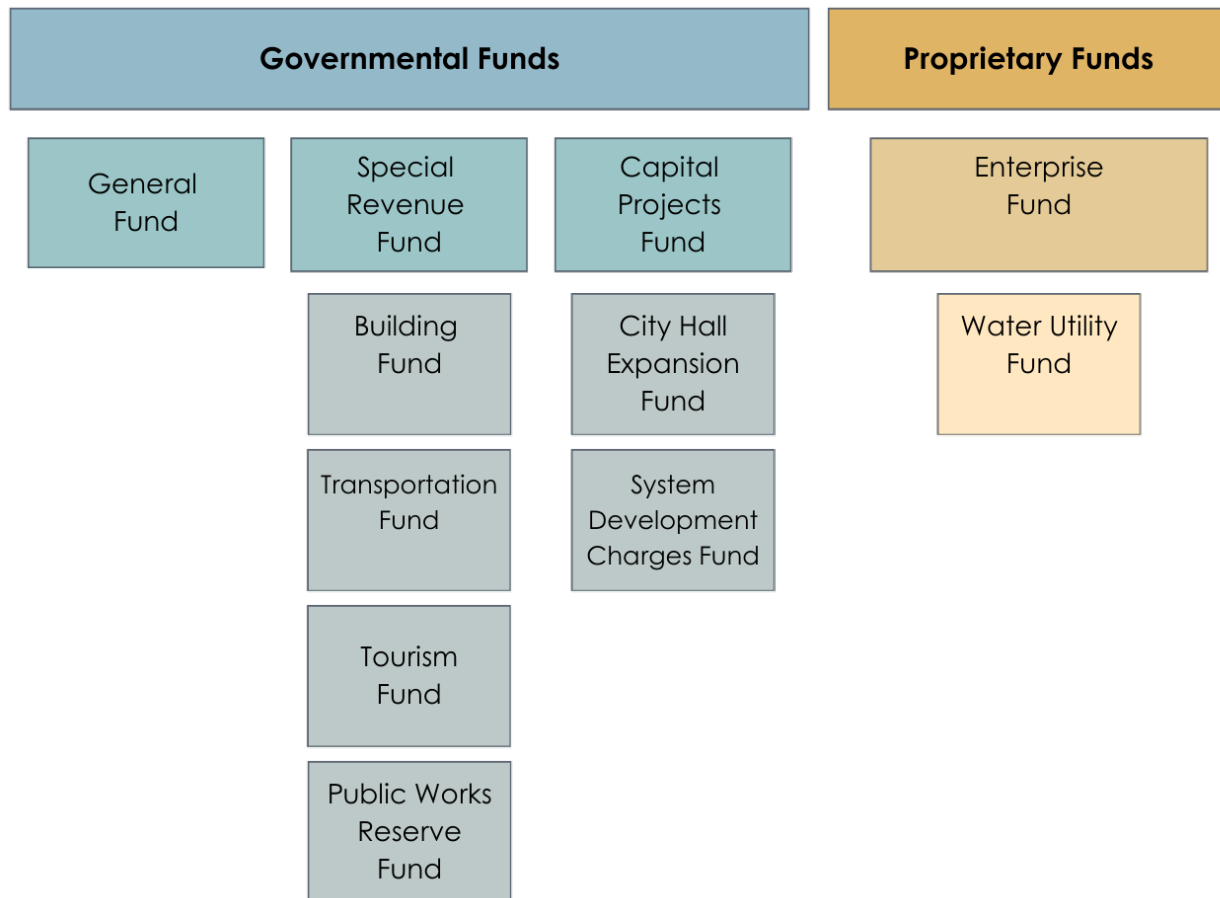 Governmental Funds
Proprietary Funds
General
Fund
Special
Revenue
Fund
Capital
Projects
Fund
Enterprise
Fund
Building
Fund
City Hall
Expansion
Fund
Water Utility
Fund
Transportation
Fund
System
Development
Charges Fund
Tourism
Fund
Public Works
Reserve
Fund